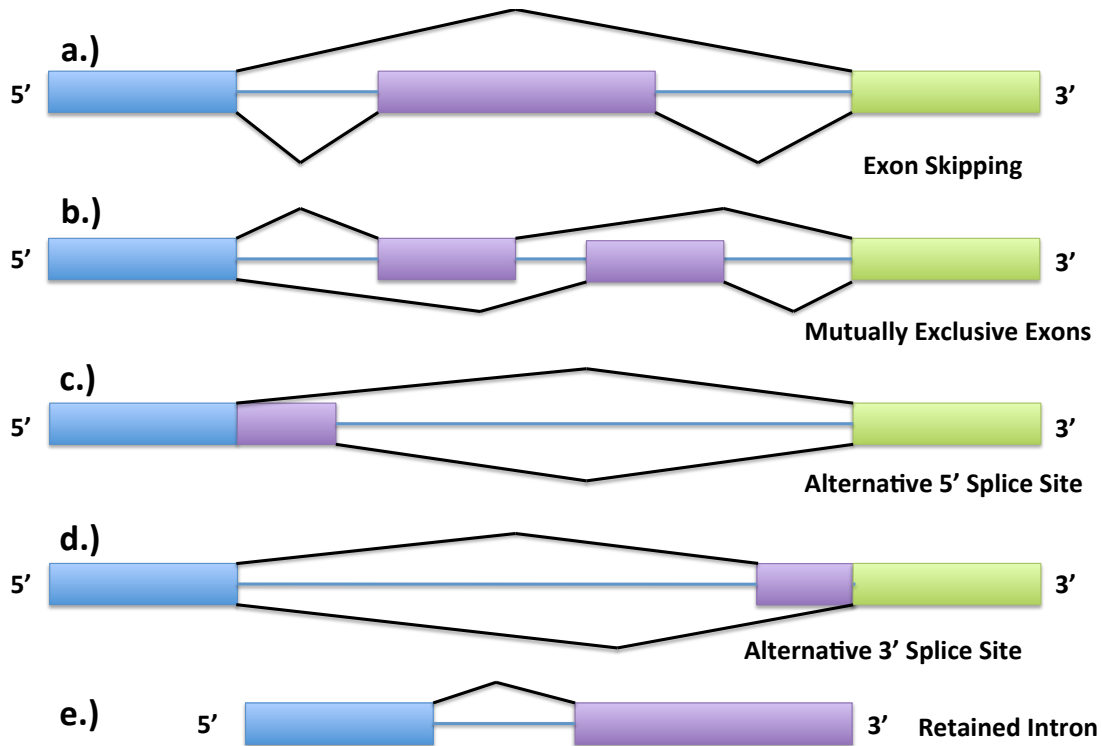 a.)
5’ 3’
Exon Skipping
b.)
5’ 3’
Mutually Exclusive Exons
c.)
5’ 3’
Alternative 5’ Splice Site
d.)
5’ 3’
Alternative 3’ Splice Site
e.) 5’ 3’ Retained Intron